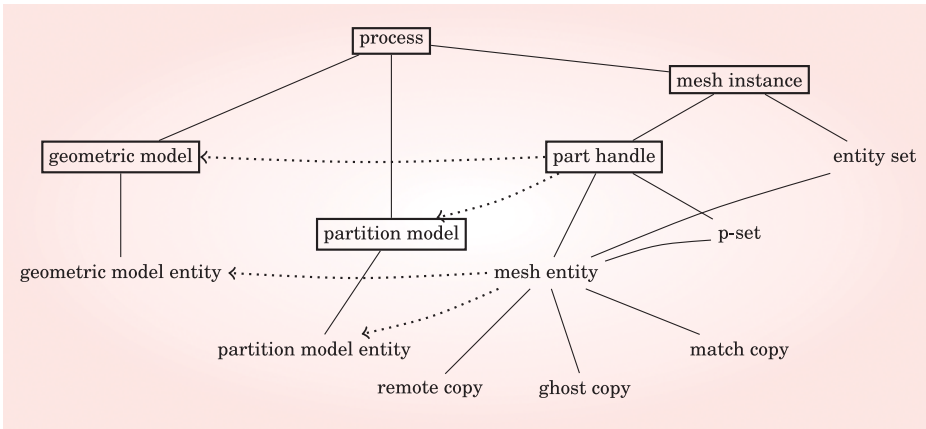 process
mesh instance
geometric model
part handle
entity set
partition model
p-set
geometric model entity
mesh entity
partition model entity
match copy
remote copy
ghost copy